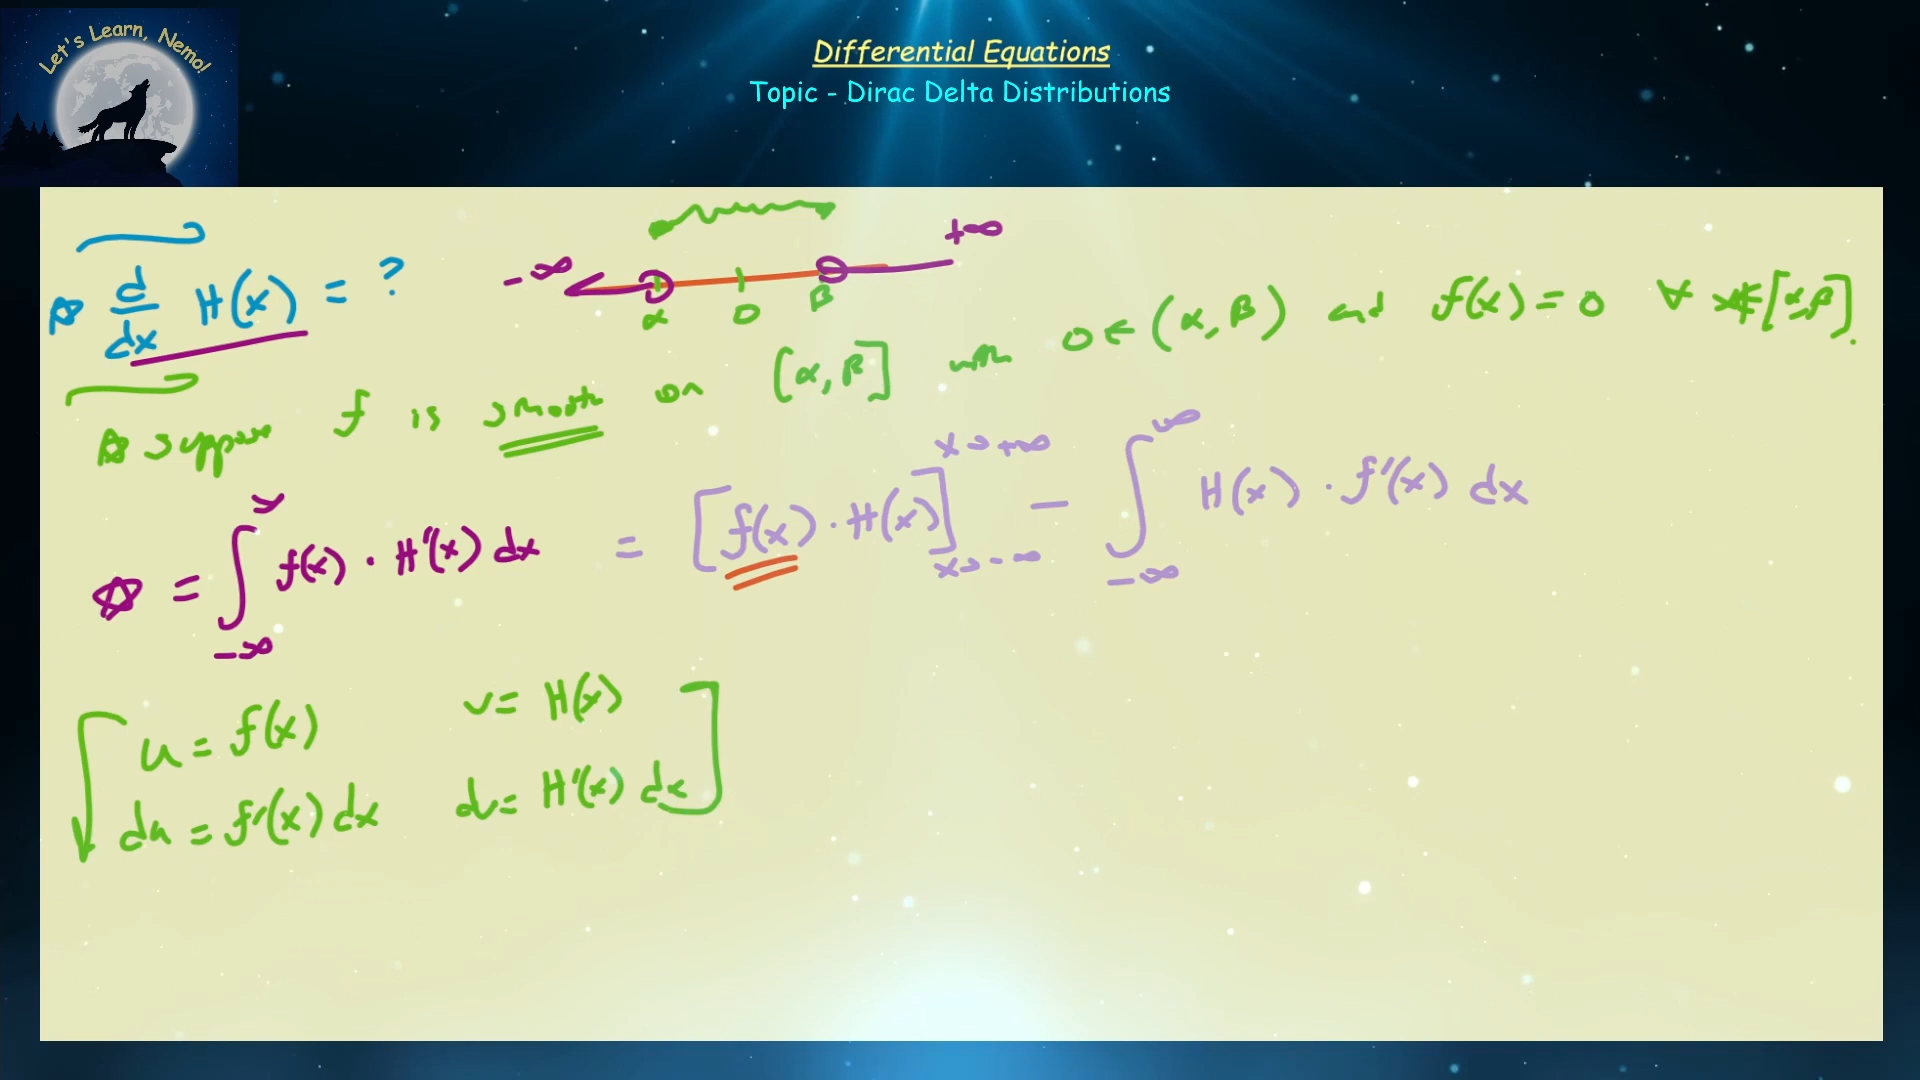 Let's Learn, Nemo!
Differential Equations
Topic - Dirac Delta Distributions
d/dx H(x) = ?
-∞ α 0 β +∞
☆ suppose f is smooth on [α, β] with 0 ∈ (α, β) and f(x) = 0 ∀ x∉[α,β].
☆ = ∫_{-∞}^{∞} f(x) · H'(x) dx = [f(x) · H(x)]_{x→-∞}^{x→+∞} - ∫_{-∞}^{∞} H(x) · f'(x) dx
u = f(x) v = H(x)
du = f'(x) dx dv = H'(x) dx